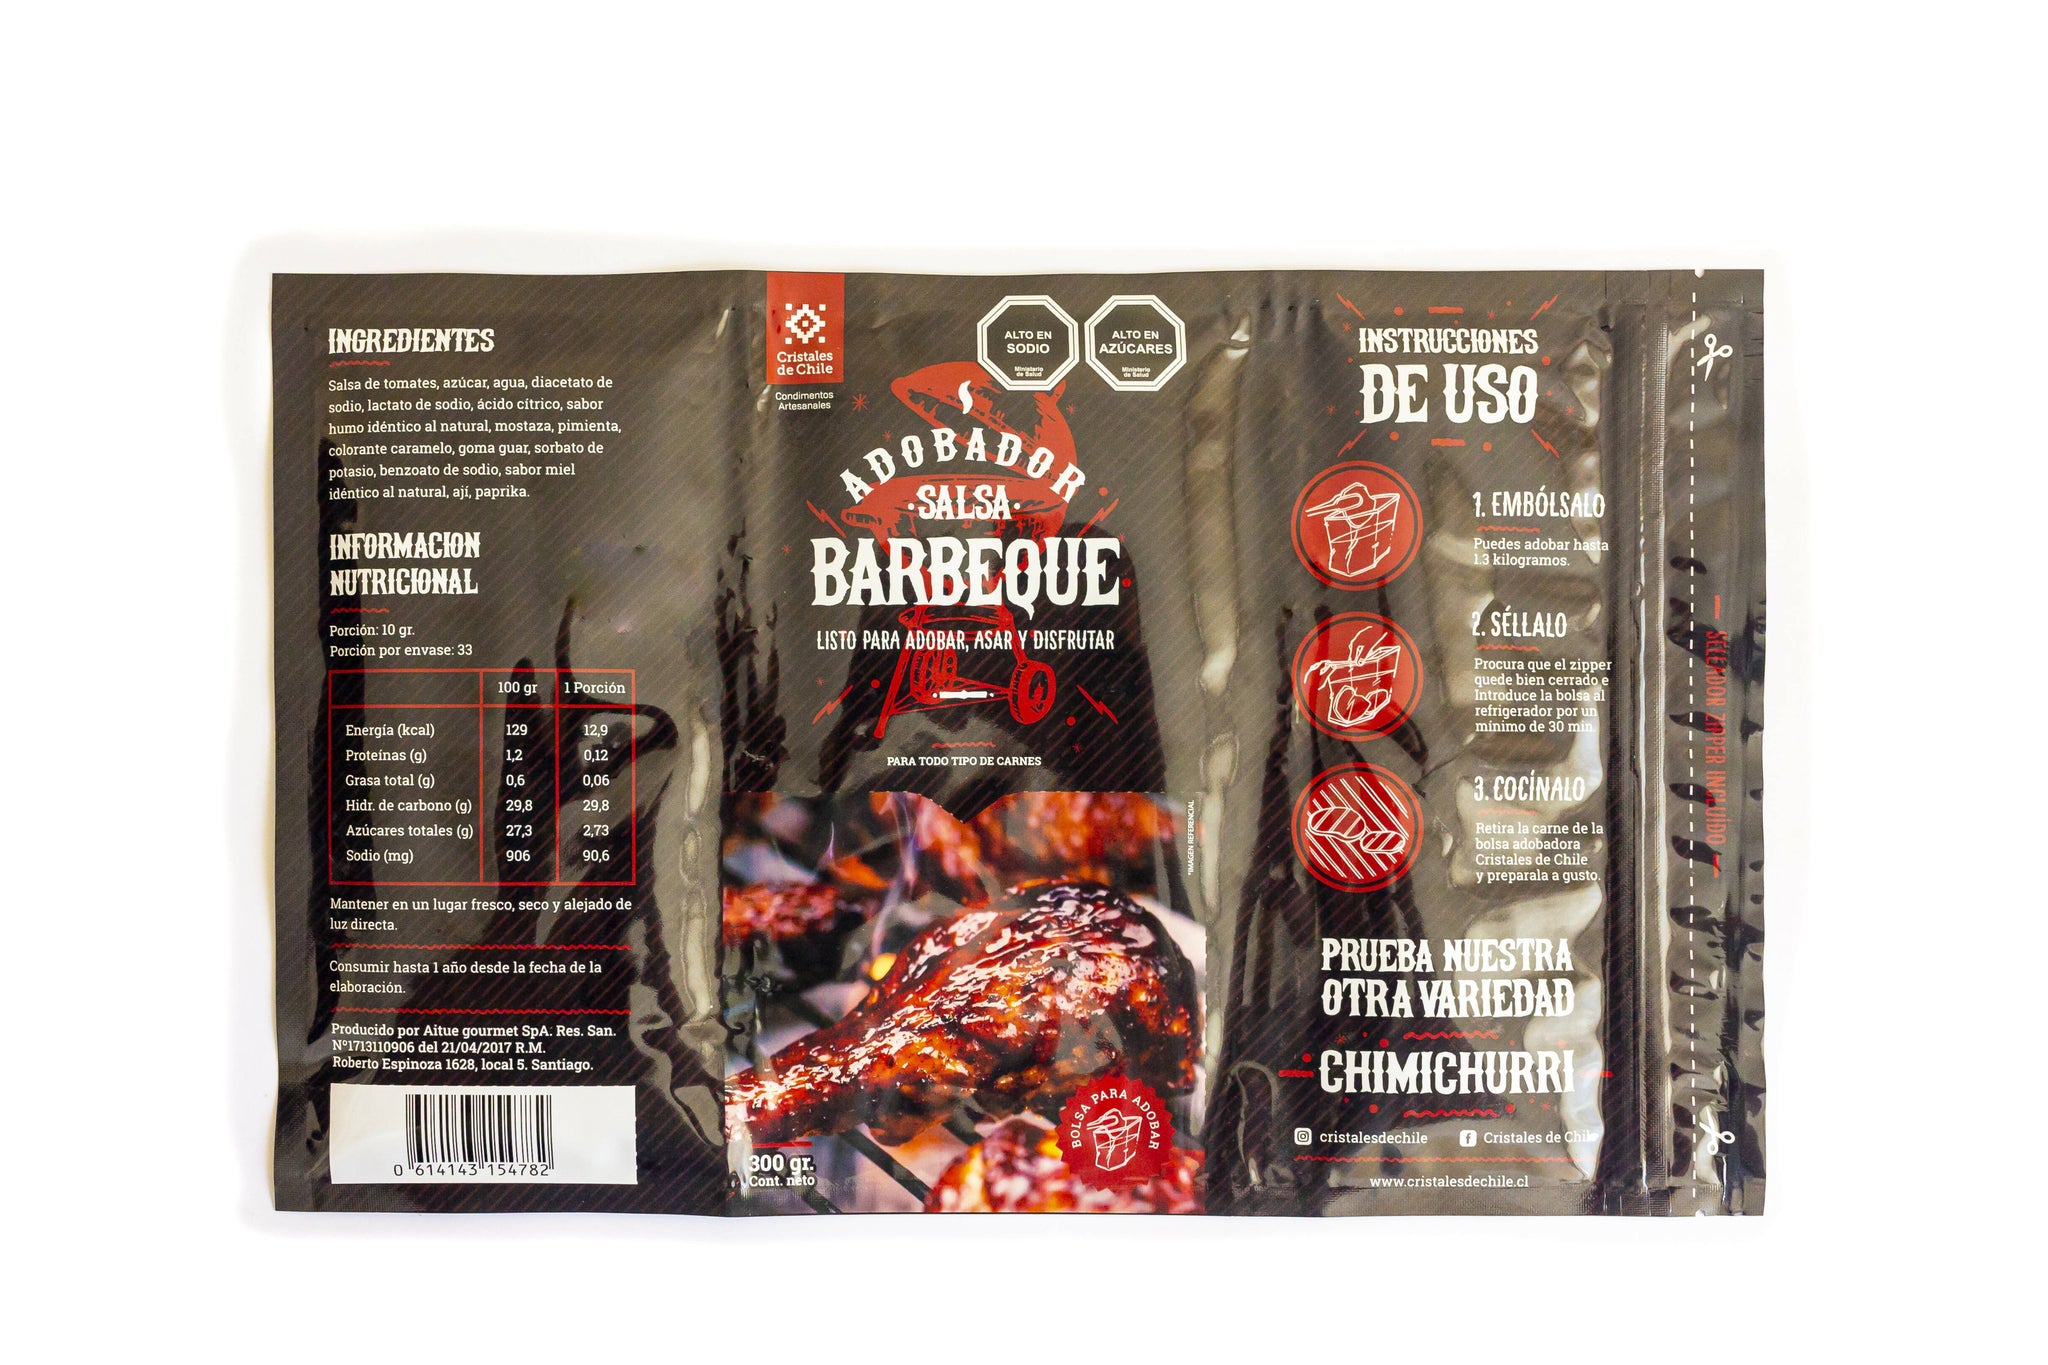 INGREDIENTES
Salsa de tomates, azúcar, agua, diacetato de
sodio, lactato de sodio, ácido cítrico, sabor
humo idéntico al natural, mostaza, pimienta,
colorante caramelo, goma guar, sorbato de
potasio, benzoato de sodio, sabor miel
idéntico al natural, ají, paprika.
INFORMACION
NUTRICIONAL
Porción: 10 gr.
Porción por envase: 33
100 gr 1 Porción
Energía (kcal) 129 12,9
Proteínas (g) 1,2 0,12
Grasa total (g) 0,6 0,06
Hidr. de carbono (g) 29,8 29,8
Azúcares totales (g) 27,3 2,73
Sodio (mg) 906 90,6
Mantener en un lugar fresco, seco y alejado de
luz directa.
Consumir hasta 1 año desde la fecha de la
elaboración.
Producido por Aitue gourmet SpA. Res. San.
Nº1713110906 del 21/04/2017 R.M.
Roberto Espinoza 1628, local 5. Santiago.
0 614143 154782
Cristales
de Chile
Condimentos
Artesanales
ALTO EN
SODIO
Ministerio
de Salud
ALTO EN
AZÚCARES
Ministerio
de Salud
ADOBADOR
·SALSA·
BARBEQUE
LISTO PARA ADOBAR, ASAR Y DISFRUTAR
PARA TODO TIPO DE CARNES
*IMAGEN REFERENCIAL
BOLSA PARA ADOBAR
300 gr.
Cont. neto
INSTRUCCIONES
DE USO
1. EMBÓLSALO
Puedes adobar hasta
1.3 kilogramos.
2. SÉLLALO
Procura que el zipper
quede bien cerrado e
Introduce la bolsa al
refrigerador por un
mínimo de 30 min.
3. COCÍNALO
Retira la carne de la
bolsa adobadora
Cristales de Chile
y preparala a gusto.
PRUEBA NUESTRA
OTRA VARIEDAD
CHIMICHURRI
cristalesdechile Cristales de Chile
www.cristalesdechile.cl
SELLADOR ZIPPER INCLUÍDO